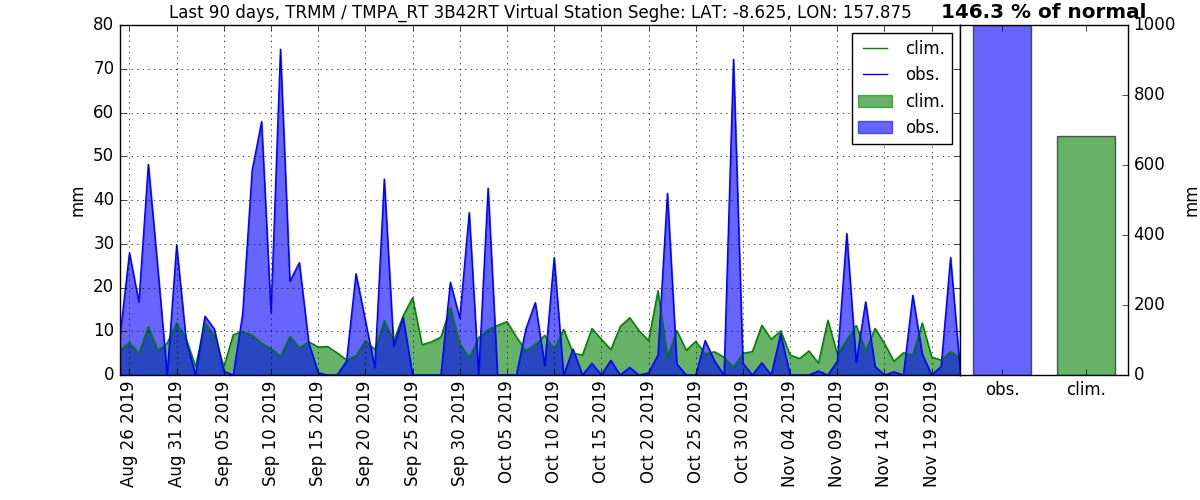 Last 90 days, TRMM / TMPA_RT 3B42RT Virtual Station Seghe: LAT: -8.625, LON: 157.875
146.3 % of normal
80
70
60
50
40
30
20
10
0
mm
clim.
obs.
clim.
obs.
1000
800
600
400
200
0
mm
obs.
clim.
Aug 26 2019
Aug 31 2019
Sep 05 2019
Sep 10 2019
Sep 15 2019
Sep 20 2019
Sep 25 2019
Sep 30 2019
Oct 05 2019
Oct 10 2019
Oct 15 2019
Oct 20 2019
Oct 25 2019
Oct 30 2019
Nov 04 2019
Nov 09 2019
Nov 14 2019
Nov 19 2019